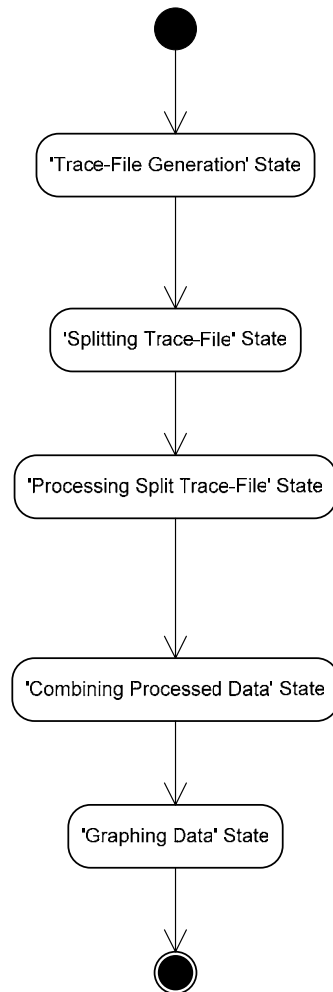 'Trace-File Generation' State
'Splitting Trace-File' State
'Processing Split Trace-File' State
'Combining Processed Data' State
'Graphing Data' State